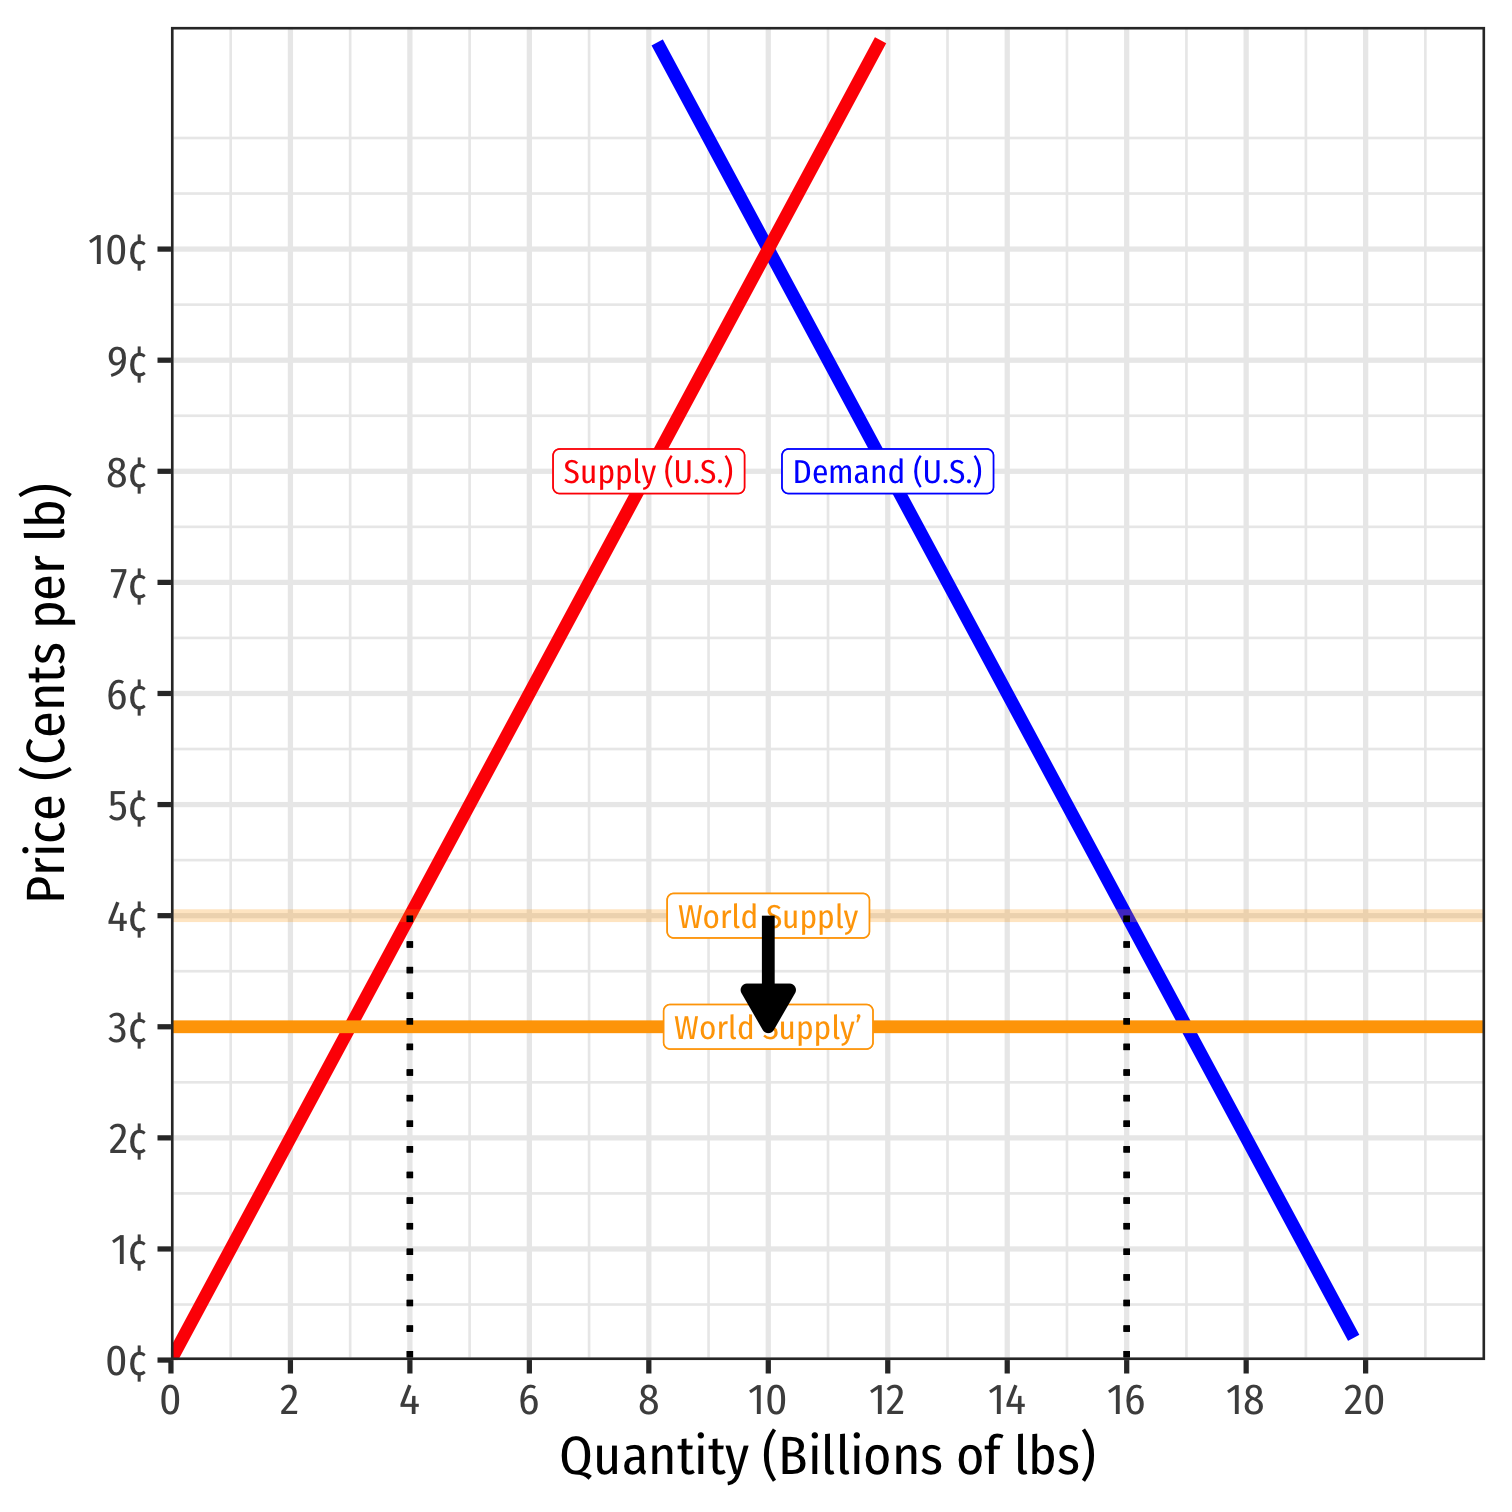 Price (Cents per lb)
10¢
9¢
8¢
7¢
6¢
5¢
4¢
3¢
2¢
1¢
0¢
Supply (U.S.)
Demand (U.S.)
World Supply
World Supply’
0 2 4 6 8 10 12 14 16 18 20
Quantity (Billions of lbs)